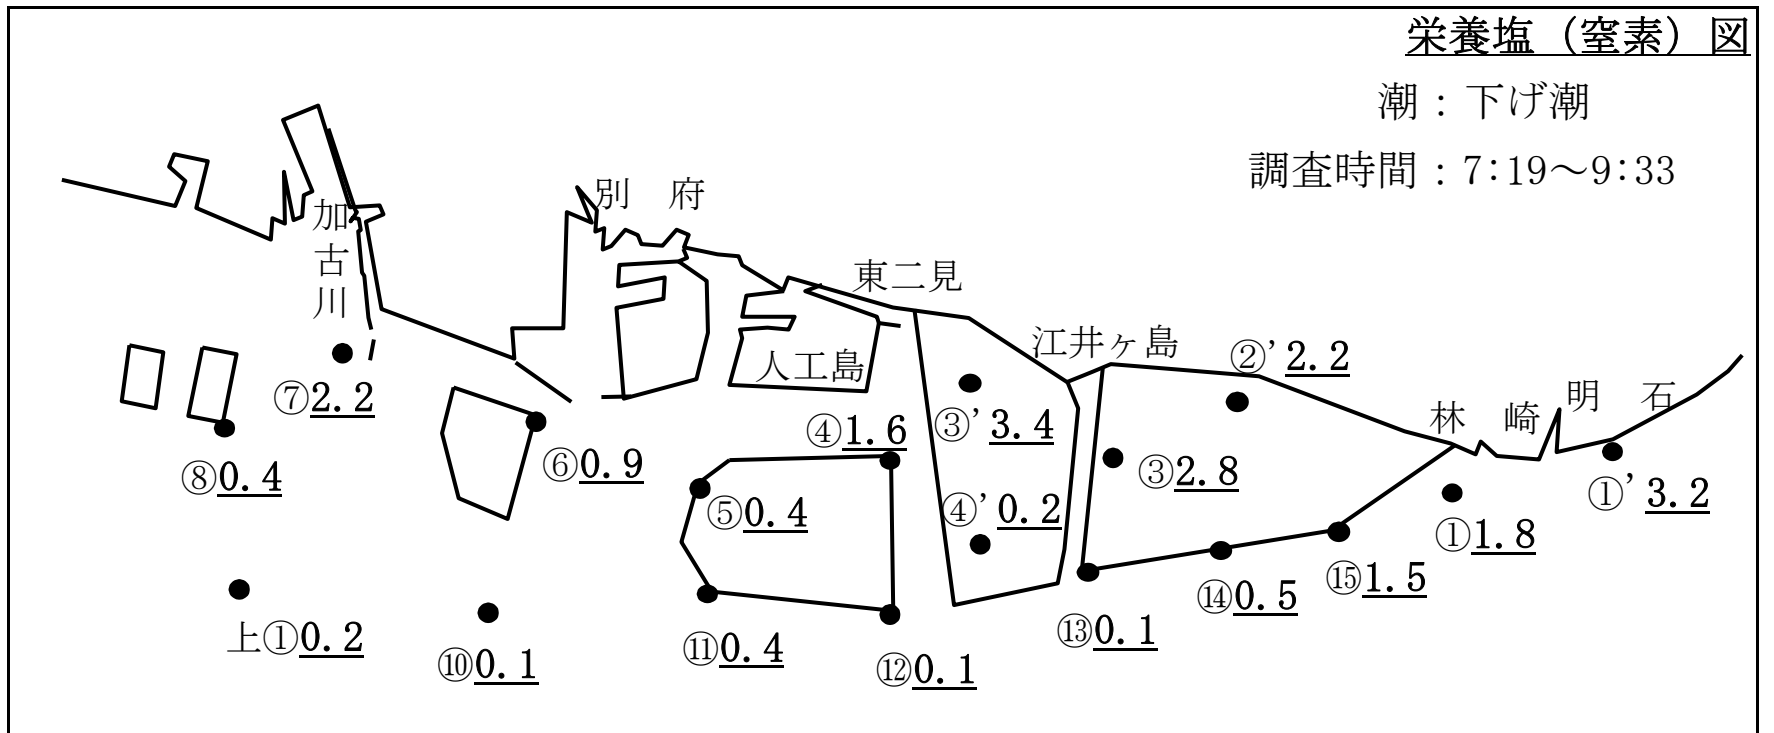 栄養塩（窒素）図
潮：下げ潮
調査時間：7:19～9:33
加古川
別　府
東二見
人工島
江井ヶ島
林　崎
明　石
②’2.2
⑦2.2
③’3.4
④1.6
⑥0.9
⑧0.4
③2.8
①’3.2
⑤0.4
④’0.2
①1.8
⑮1.5
⑭0.5
⑬0.1
上①0.2
⑩0.1
⑪0.4
⑫0.1